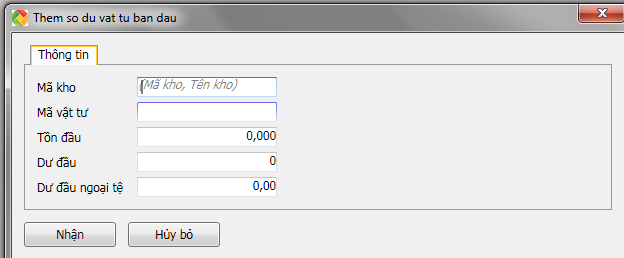 Them so du vat tu ban dau
Thông tin
Mã kho (Mã kho, Tên kho)
Mã vật tư
Tồn đầu 0,000
Dư đầu 0
Dư đầu ngoại tệ 0,00
Nhận Hủy bỏ